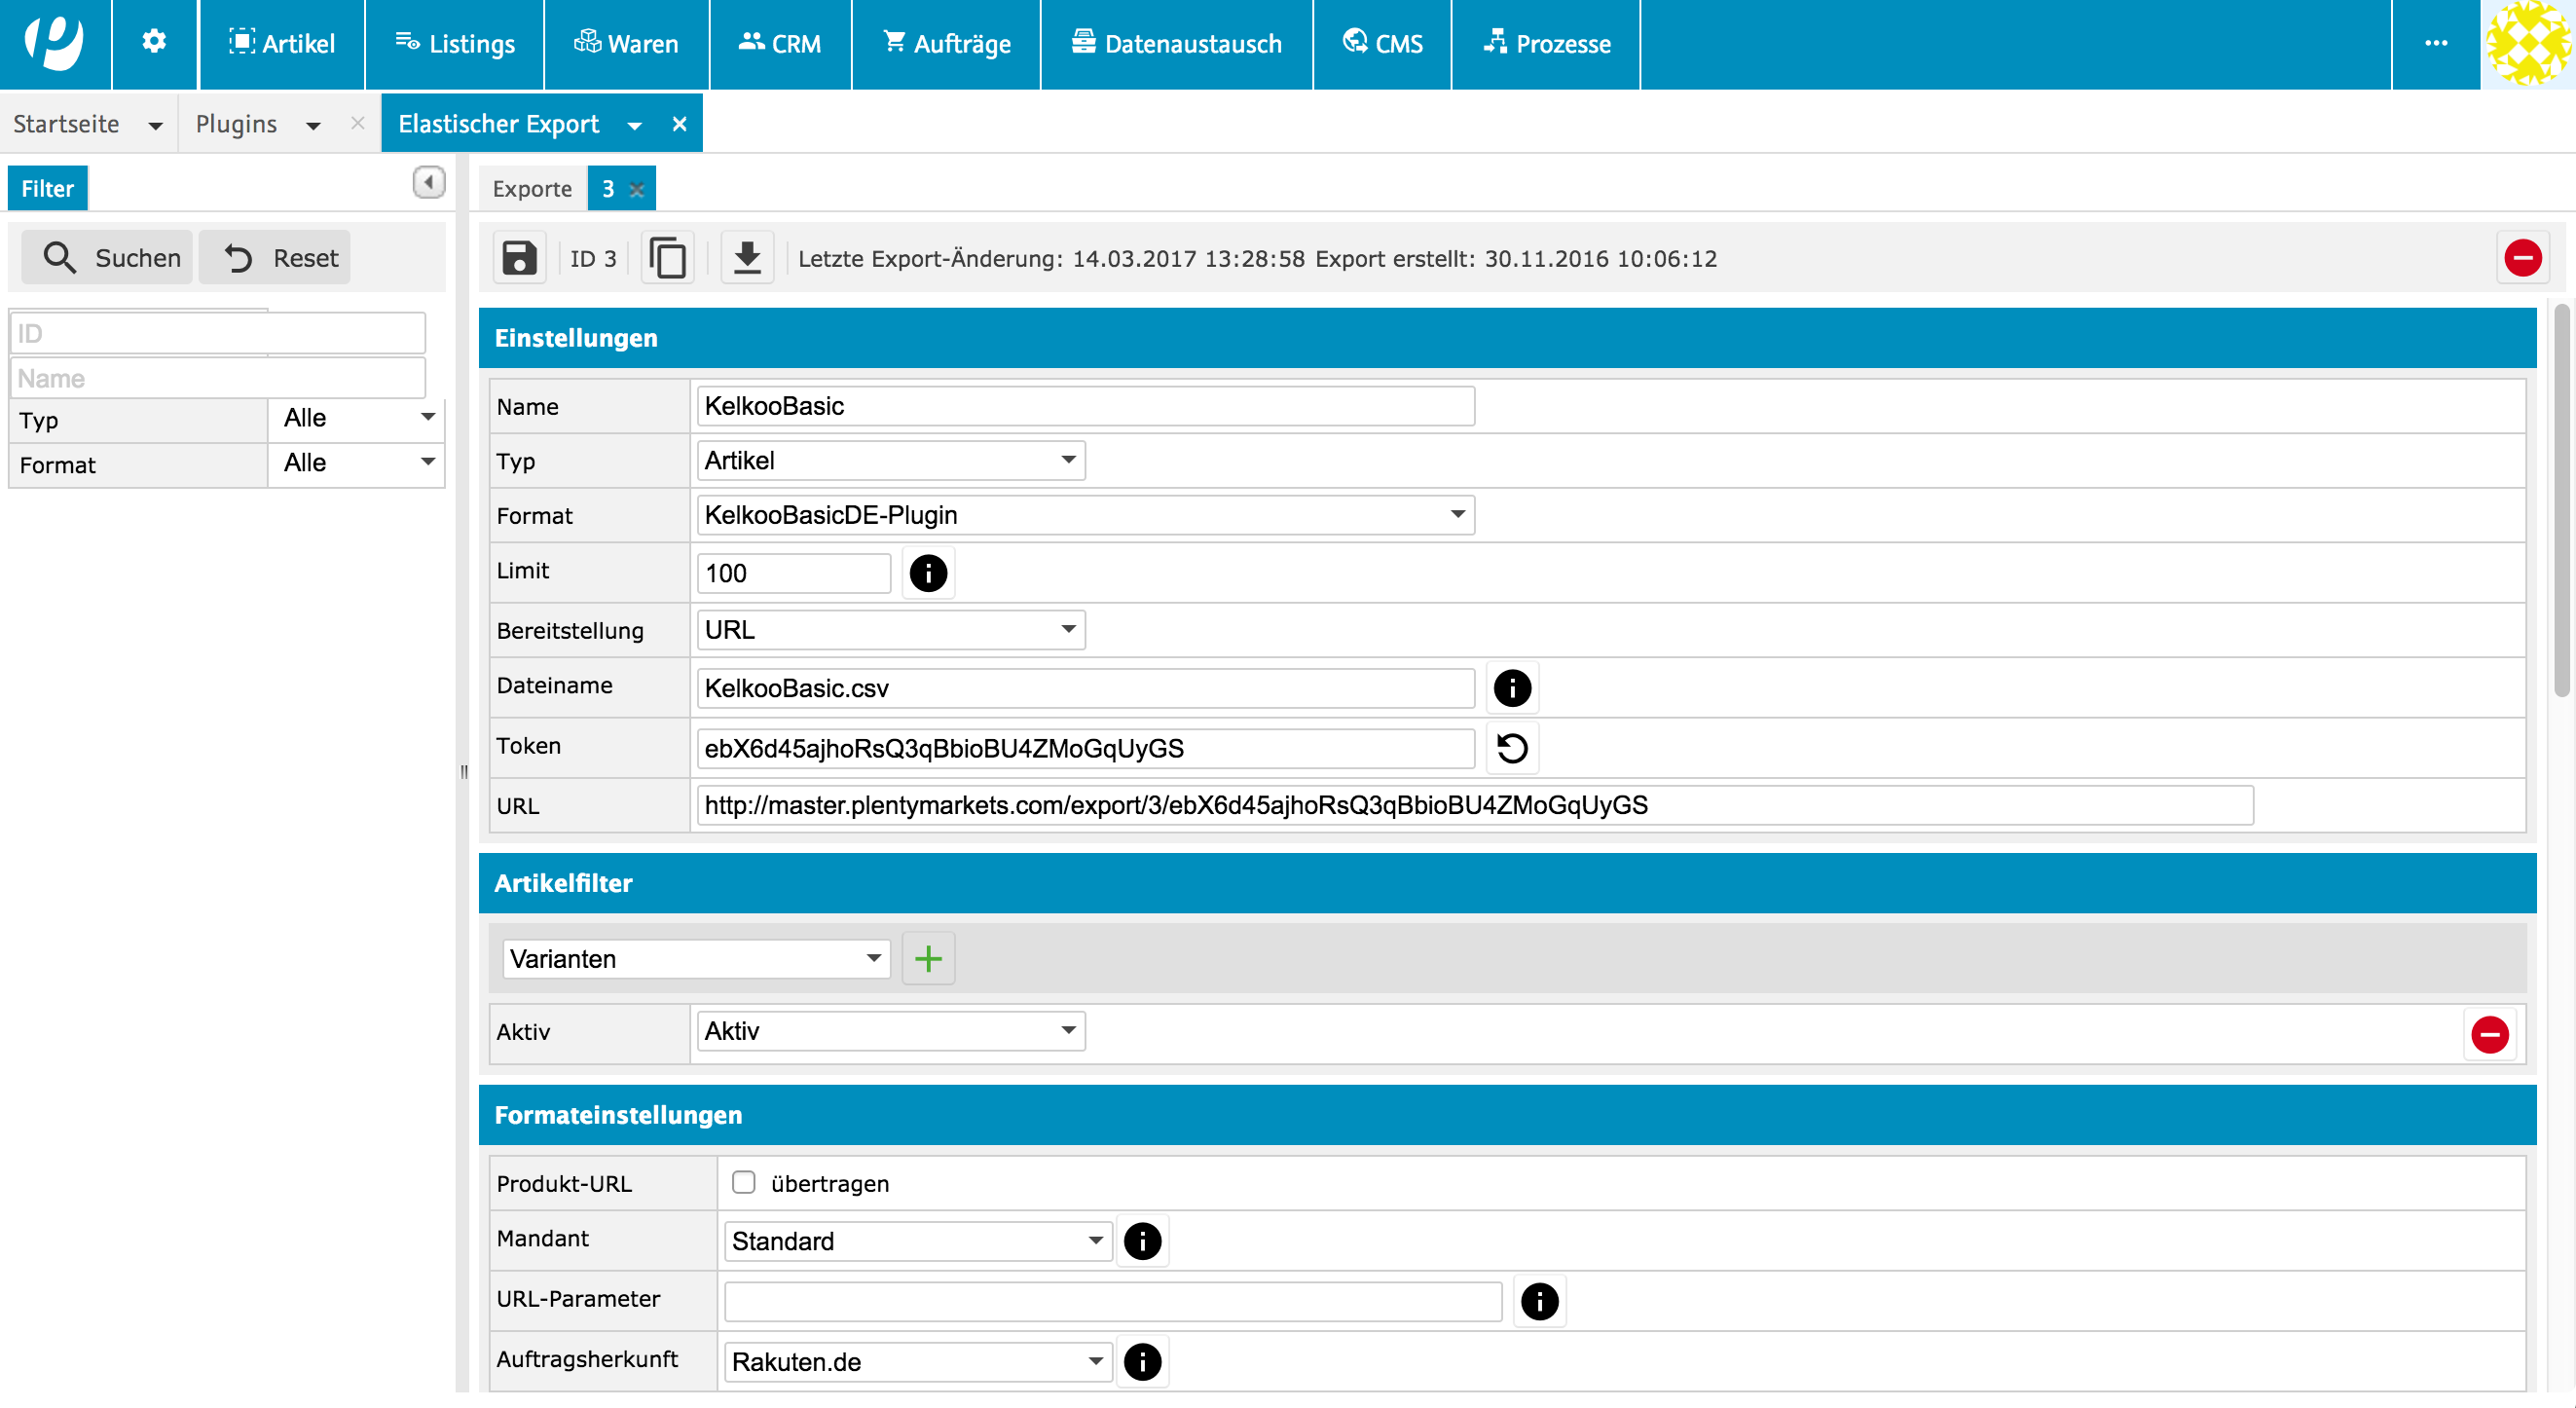 Artikel Listings Waren CRM Aufträge Datenaustausch CMS Prozesse ...
Startseite Plugins Elastischer Export
Filter
Exporte 3
Suchen Reset
ID 3 Letzte Export-Änderung: 14.03.2017 13:28:58 Export erstellt: 30.11.2016 10:06:12
ID
Name
Typ Alle
Format Alle
Einstellungen
Name KelkooBasic
Typ Artikel
Format KelkooBasicDE-Plugin
Limit 100
Bereitstellung URL
Dateiname KelkooBasic.csv
Token ebX6d45ajhoRsQ3qBbioBU4ZMoGqUyGS
URL http://master.plentymarkets.com/export/3/ebX6d45ajhoRsQ3qBbioBU4ZMoGqUyGS
Artikelfilter
Varianten
Aktiv Aktiv
Formateinstellungen
Produkt-URL übertragen
Mandant Standard
URL-Parameter
Auftragsherkunft Rakuten.de